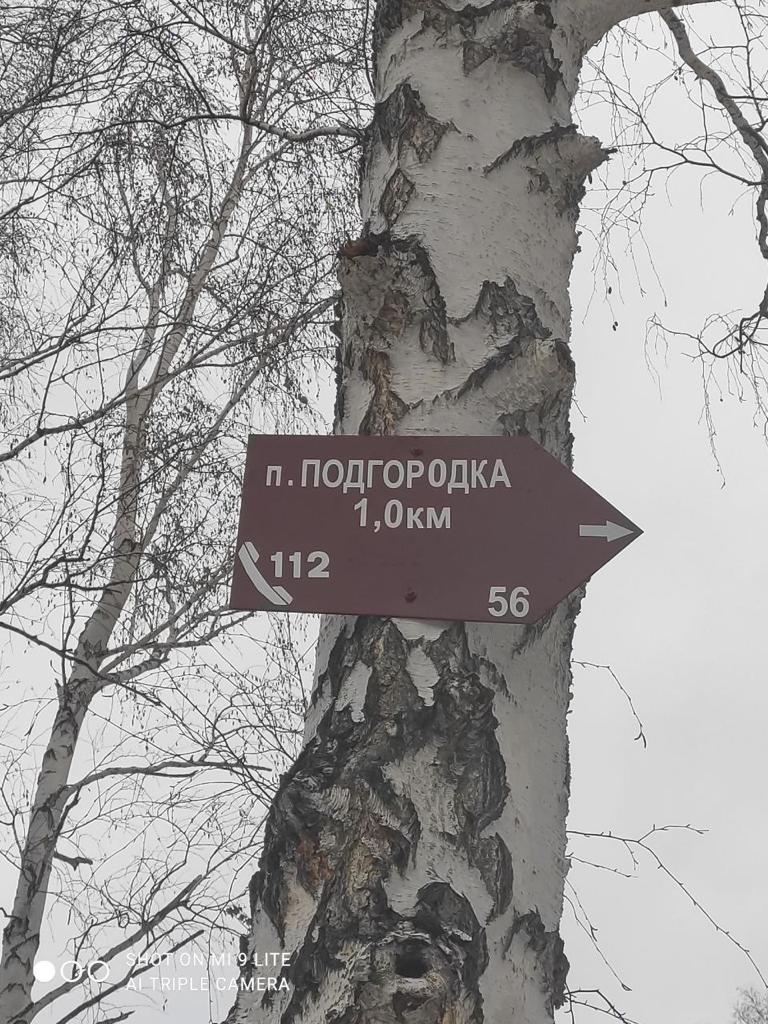 п.ПОДГОРОДКА
1,0км
112
56
SHOT ON MI 9 LITE
AI TRIPLE CAMERA